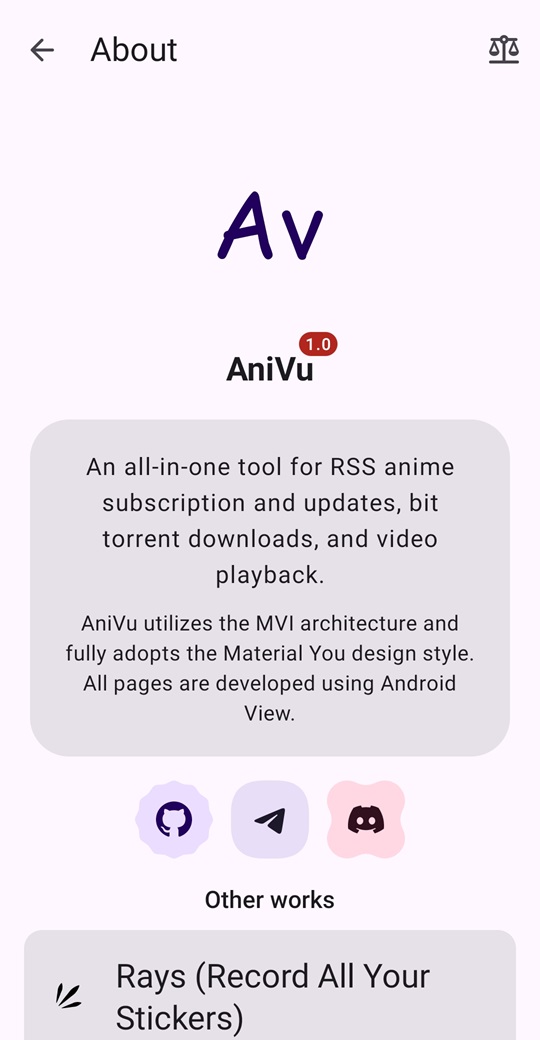 About
Av
1.0
AniVu
An all-in-one tool for RSS anime
subscription and updates, bit
torrent downloads, and video
playback.
AniVu utilizes the MVI architecture and
fully adopts the Material You design style.
All pages are developed using Android
View.
Other works
Rays (Record All Your
Stickers)